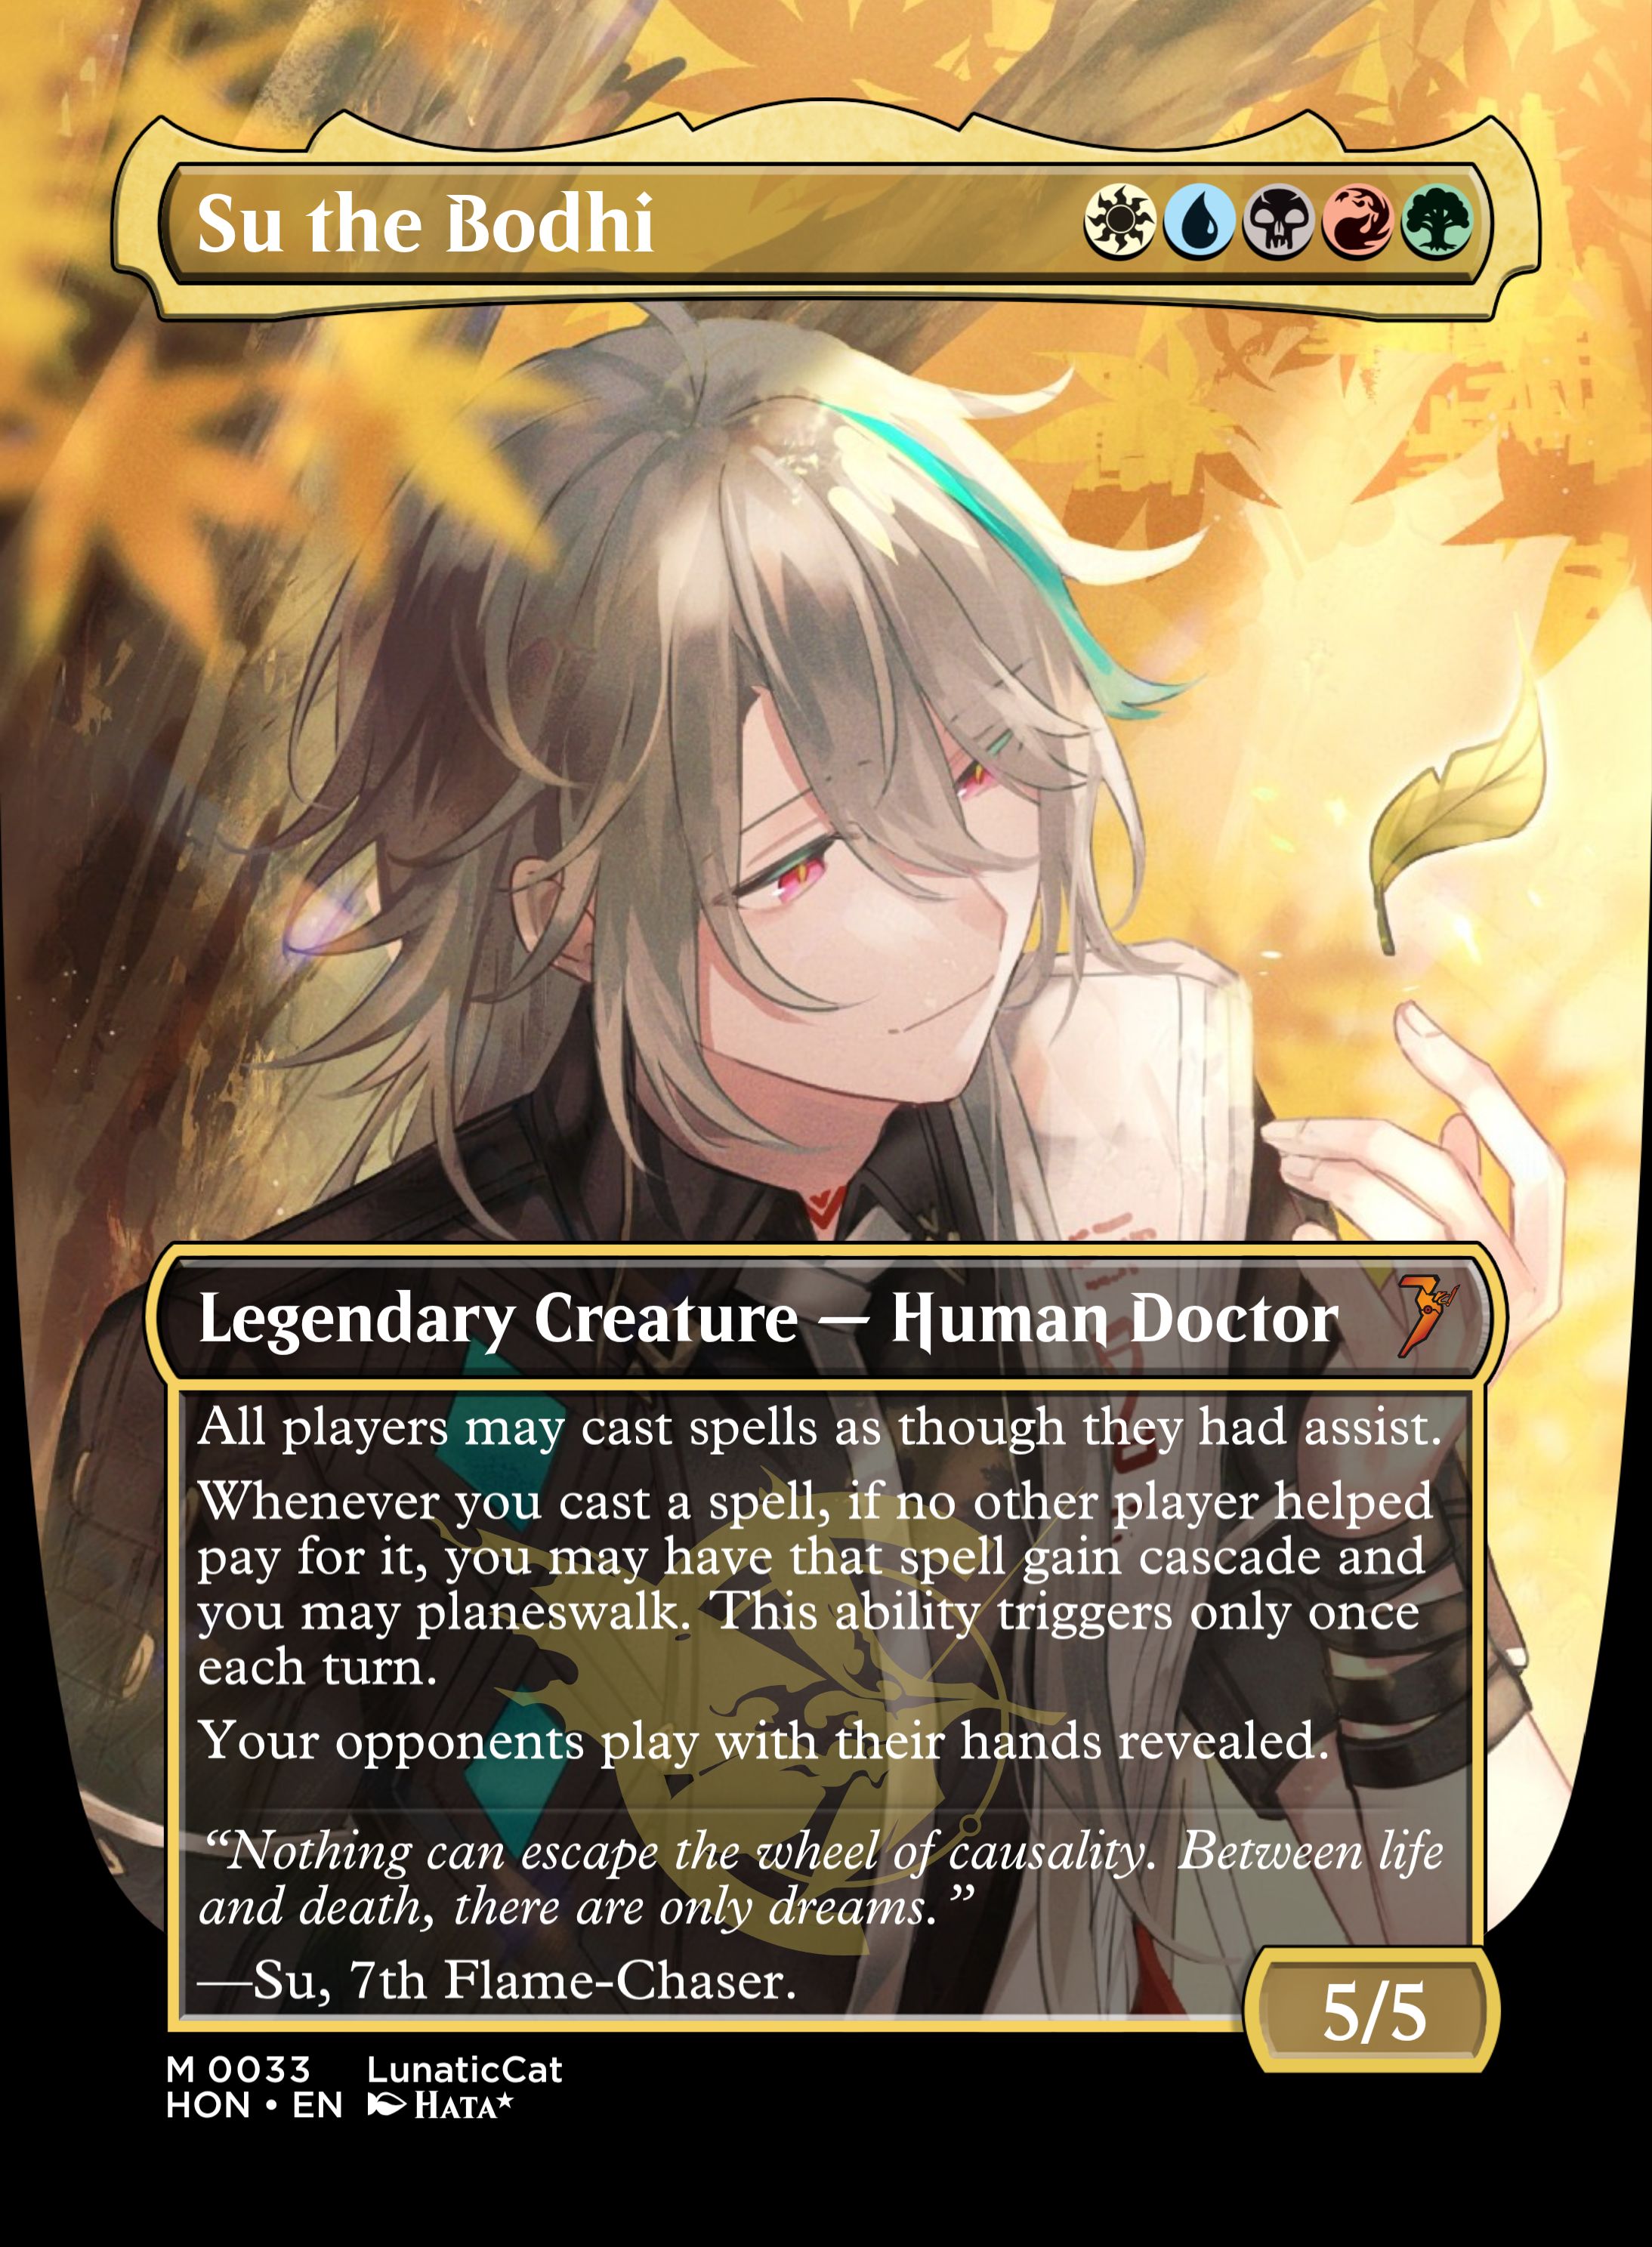 Su the Bodhi
Legendary Creature — Human Doctor
3rd
All players may cast spells as though they had assist.
Whenever you cast a spell, if no other player helped
pay for it, you may have that spell gain cascade and
you may planeswalk. This ability triggers only once
each turn.
Your opponents play with their hands revealed.
“Nothing can escape the wheel of causality. Between life
and death, there are only dreams.”
—Su, 7th Flame-Chaser.
5/5
M 0033 LunaticCat
HON • EN HATA★